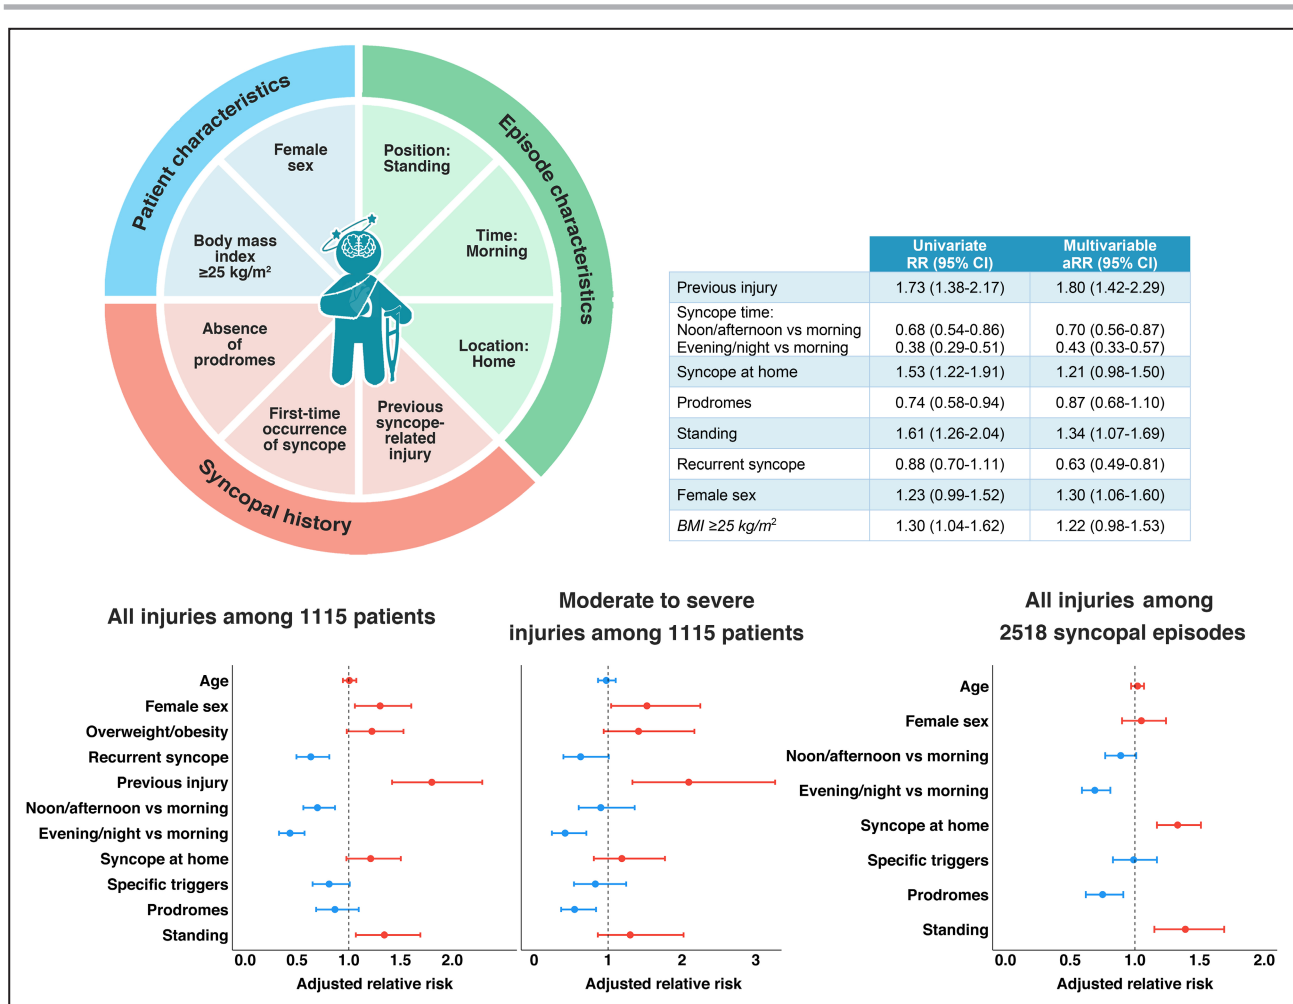 Patient characteristics
Episode characteristics
Syncopal history
Female
sex
Position:
Standing
Time:
Morning
Location:
Home
Previous
syncope-
related
injury
First-time
occurrence
of syncope
Absence
of
prodromes
Body mass
index
≥25 kg/m²
Univariate
RR (95% CI)
Multivariable
aRR (95% CI)
Previous injury 1.73 (1.38-2.17) 1.80 (1.42-2.29)
Syncope time:
Noon/afternoon vs morning 0.68 (0.54-0.86) 0.70 (0.56-0.87)
Evening/night vs morning 0.38 (0.29-0.51) 0.43 (0.33-0.57)
Syncope at home 1.53 (1.22-1.91) 1.21 (0.98-1.50)
Prodromes 0.74 (0.58-0.94) 0.87 (0.68-1.10)
Standing 1.61 (1.26-2.04) 1.34 (1.07-1.69)
Recurrent syncope 0.88 (0.70-1.11) 0.63 (0.49-0.81)
Female sex 1.23 (0.99-1.52) 1.30 (1.06-1.60)
BMI ≥25 kg/m² 1.30 (1.04-1.62) 1.22 (0.98-1.53)
All injuries among 1115 patients
Age
Female sex
Overweight/obesity
Recurrent syncope
Previous injury
Noon/afternoon vs morning
Evening/night vs morning
Syncope at home
Specific triggers
Prodromes
Standing
0.0 0.5 1.0 1.5 2.0
Adjusted relative risk
Moderate to severe
injuries among 1115 patients
0 1 2 3
Adjusted relative risk
All injuries among
2518 syncopal episodes
Age
Female sex
Noon/afternoon vs morning
Evening/night vs morning
Syncope at home
Specific triggers
Prodromes
Standing
0.0 0.5 1.0 1.5 2.0
Adjusted relative risk